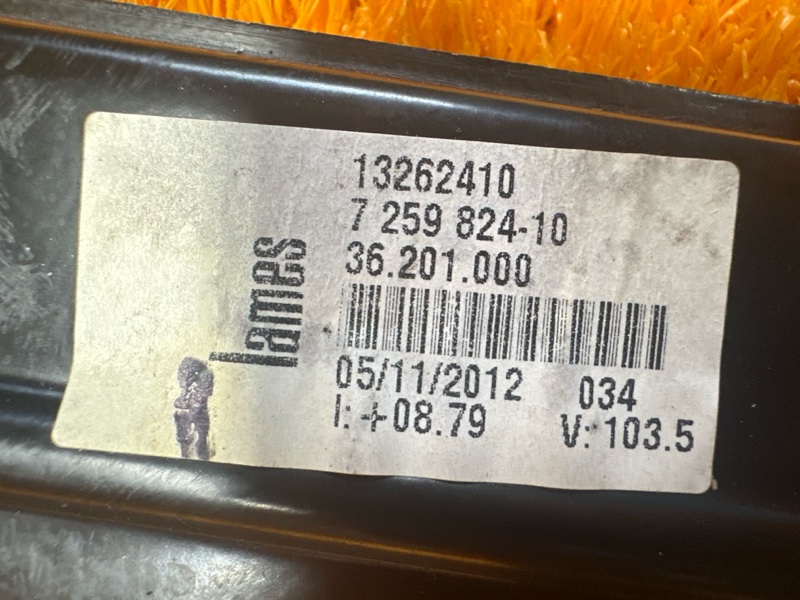 lames
13262410
7 259 824-10
36.201.000
05/11/2012 034
I: +08.79 V: 103.5